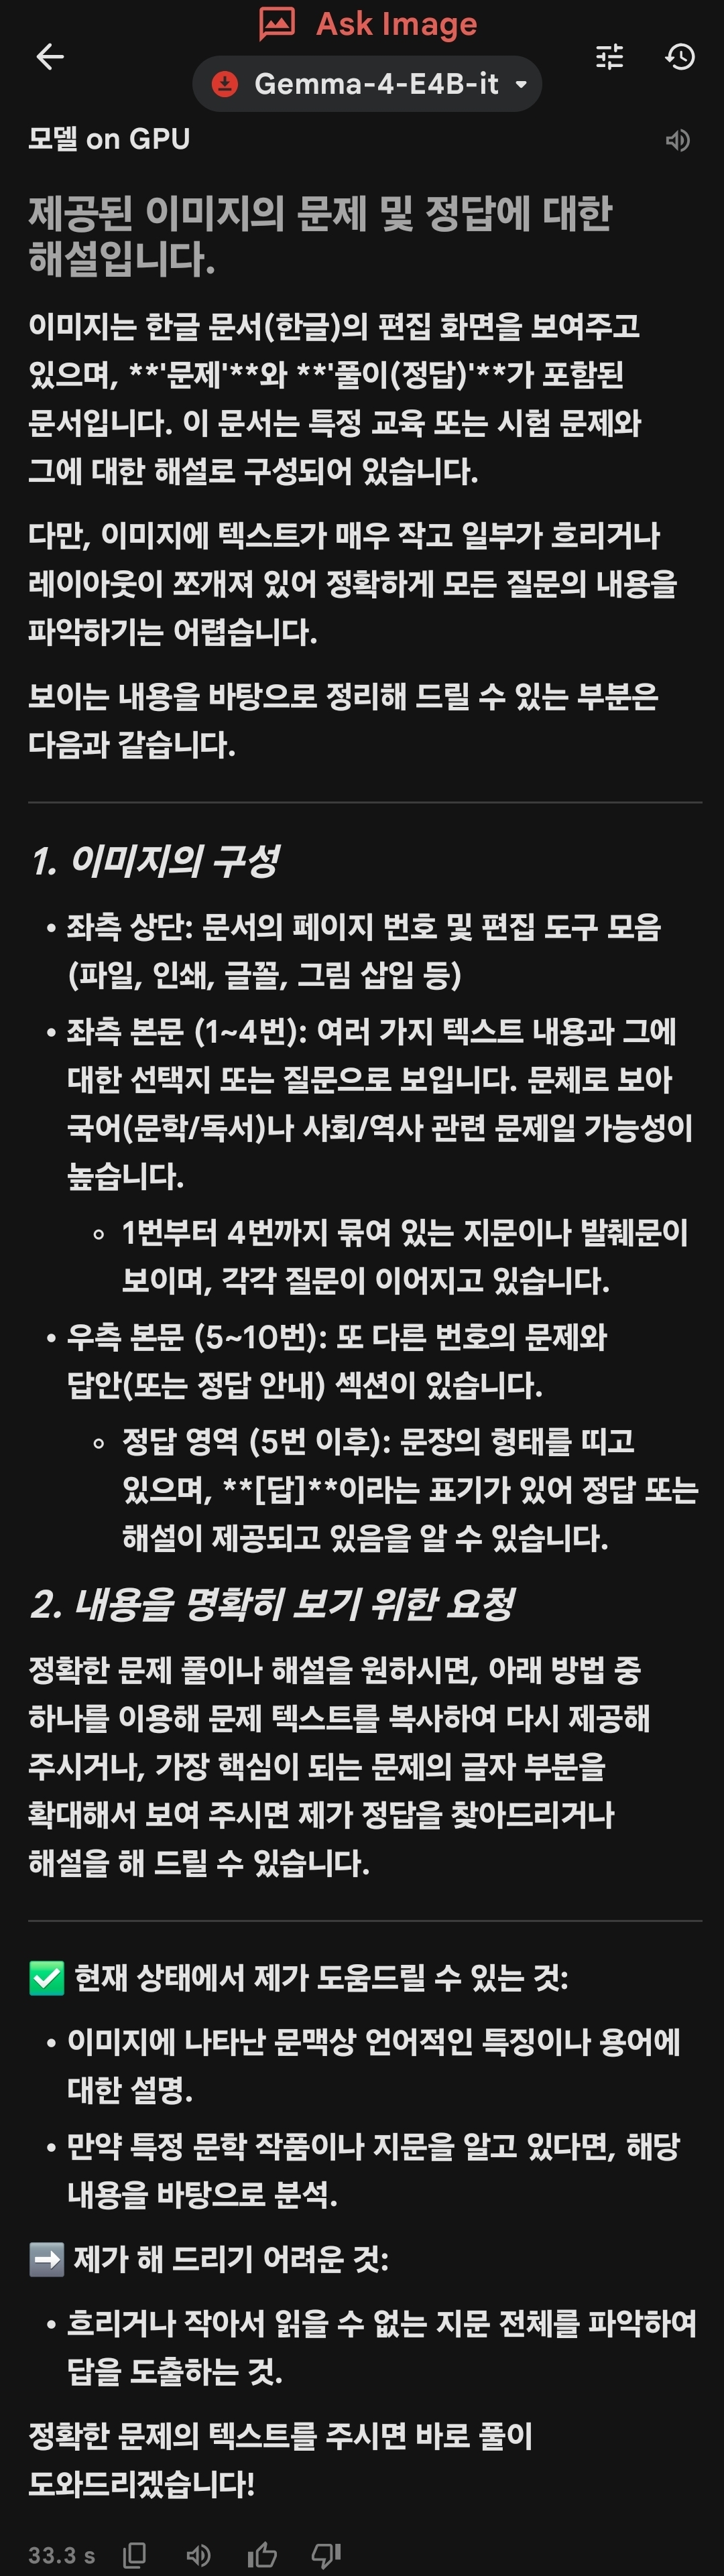 Ask Image
Gemma-4-E4B-it
모델 on GPU
제공된 이미지의 문제 및 정답에 대한
해설입니다.
이미지는 한글 문서(한글)의 편집 화면을 보여주고
있으며, **'문제'**와 **'풀이(정답)'**가 포함된
문서입니다. 이 문서는 특정 교육 또는 시험 문제와
그에 대한 해설로 구성되어 있습니다.
다만, 이미지에 텍스트가 매우 작고 일부가 흐리거나
레이아웃이 쪼개져 있어 정확하게 모든 질문의 내용을
파악하기는 어렵습니다.
보이는 내용을 바탕으로 정리해 드릴 수 있는 부분은
다음과 같습니다.
1. 이미지의 구성
• 좌측 상단: 문서의 페이지 번호 및 편집 도구 모음
(파일, 인쇄, 글꼴, 그림 삽입 등)
• 좌측 본문 (1~4번): 여러 가지 텍스트 내용과 그에
대한 선택지 또는 질문으로 보입니다. 문체로 보아
국어(문학/독서)나 사회/역사 관련 문제일 가능성이
높습니다.
◦ 1번부터 4번까지 묶여 있는 지문이나 발췌문이
보이며, 각각 질문이 이어지고 있습니다.
• 우측 본문 (5~10번): 또 다른 번호의 문제와
답안(또는 정답 안내) 섹션이 있습니다.
◦ 정답 영역 (5번 이후): 문장의 형태를 띠고
있으며, **[답]**이라는 표기가 있어 정답 또는
해설이 제공되고 있음을 알 수 있습니다.
2. 내용을 명확히 보기 위한 요청
정확한 문제 풀이나 해설을 원하시면, 아래 방법 중
하나를 이용해 문제 텍스트를 복사하여 다시 제공해
주시거나, 가장 핵심이 되는 문제의 글자 부분을
확대해서 보여 주시면 제가 정답을 찾아드리거나
해설을 해 드릴 수 있습니다.
✅ 현재 상태에서 제가 도움드릴 수 있는 것:
• 이미지에 나타난 문맥상 언어적인 특징이나 용어에
대한 설명.
• 만약 특정 문학 작품이나 지문을 알고 있다면, 해당
내용을 바탕으로 분석.
➡️ 제가 해 드리기 어려운 것:
• 흐리거나 작아서 읽을 수 없는 지문 전체를 파악하여
답을 도출하는 것.
정확한 문제의 텍스트를 주시면 바로 풀이
도와드리겠습니다!
33.3 s